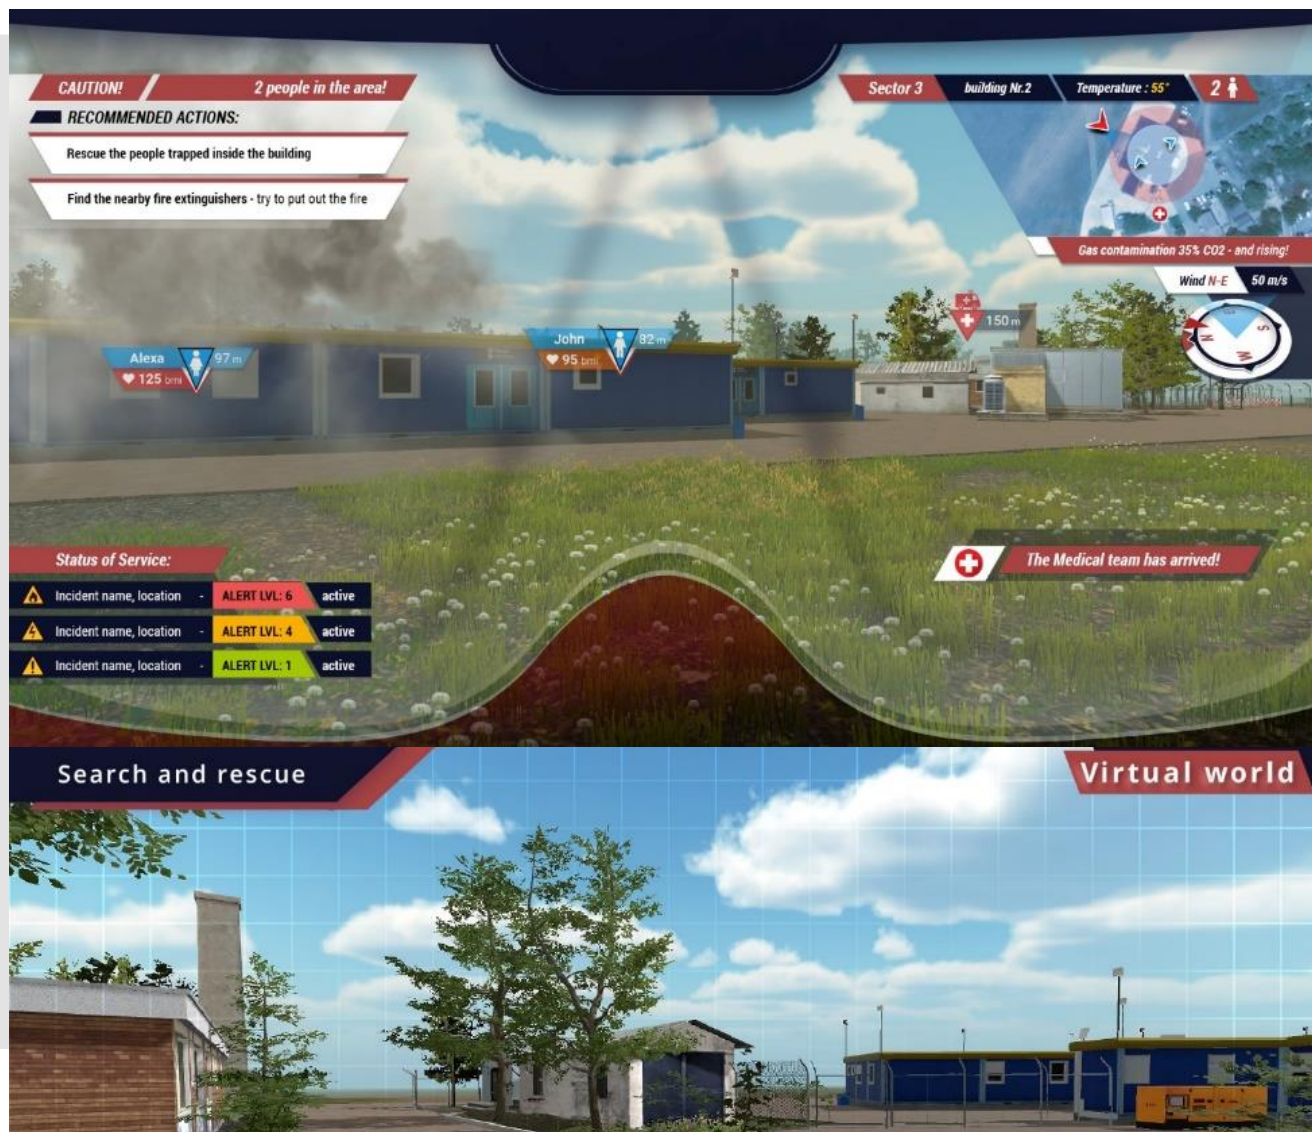 CAUTION! 2 people in the area!
RECOMMENDED ACTIONS:
Rescue the people trapped inside the building
Find the nearby fire extinguishers - try to put out the fire
Sector 3 building Nr.2 Temperature : 55° 2
Gas contamination 35% CO2 - and rising!
Wind N-E 50 m/s
S
N
W
150 m
John 82 m
95 bmi
Alexa 97 m
125 bmi
Status of Service:
Incident name, location - ALERT LVL: 6 active
Incident name, location - ALERT LVL: 4 active
Incident name, location - ALERT LVL: 1 active
The Medical team has arrived!
Search and rescue
Virtual world